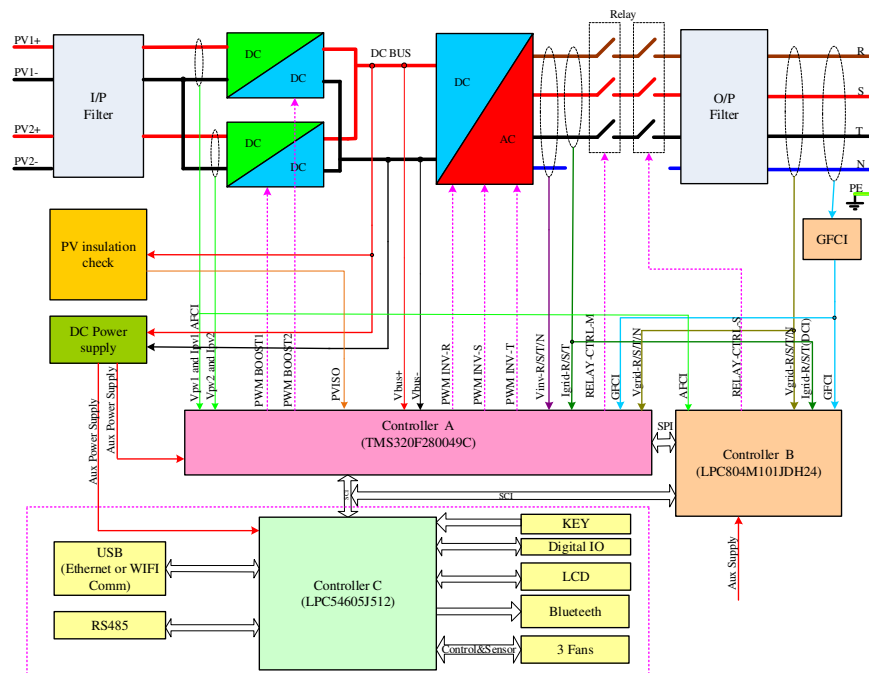 Relay
PV1+
PV1-
PV2+
PV2-
I/P
Filter
DC
DC
DC
DC
DC BUS
DC
AC
O/P
Filter
R
S
T
N
PE
GFCI
PV insulation
check
DC Power
supply
Aux Power Supply
Aux Power Supply
Vpv1 and Ipv1 AFCI
Vpv2 and Ipv2
PWM BOOST1
PWM BOOST2
PVISO
Vbus+
Vbus-
PWM INV-R
PWM INV-S
PWM INV-T
Vinv-R/S/T/N
Igrid-R/S/T
RELAY-CTRL-M
GFCI
Vgrid-R/S/T/N
AFCI
RELAY-CTRL-S
Vgrid-R/S/T/N
Igrid-R/S/T(DCI)
GFCI
Controller A
(TMS320F280049C)
SPI
Controller B
(LPC804M101JDH24)
SCI
SCI
Aux Supply
Controller C
(LPC54605J512)
USB
(Ethernet or WIFI
Comm)
RS485
KEY
Digital IO
LCD
Blueteeth
Control&Sensor
3 Fans